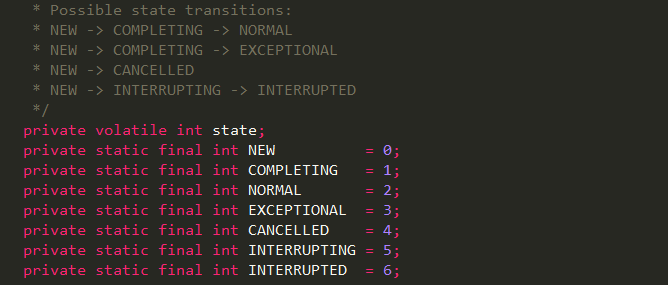 * Possible state transitions:
* NEW -> COMPLETING -> NORMAL
* NEW -> COMPLETING -> EXCEPTIONAL
* NEW -> CANCELLED
* NEW -> INTERRUPTING -> INTERRUPTED
*/
private volatile int state;
private static final int NEW          = 0;
private static final int COMPLETING   = 1;
private static final int NORMAL       = 2;
private static final int EXCEPTIONAL  = 3;
private static final int CANCELLED    = 4;
private static final int INTERRUPTING = 5;
private static final int INTERRUPTED  = 6;